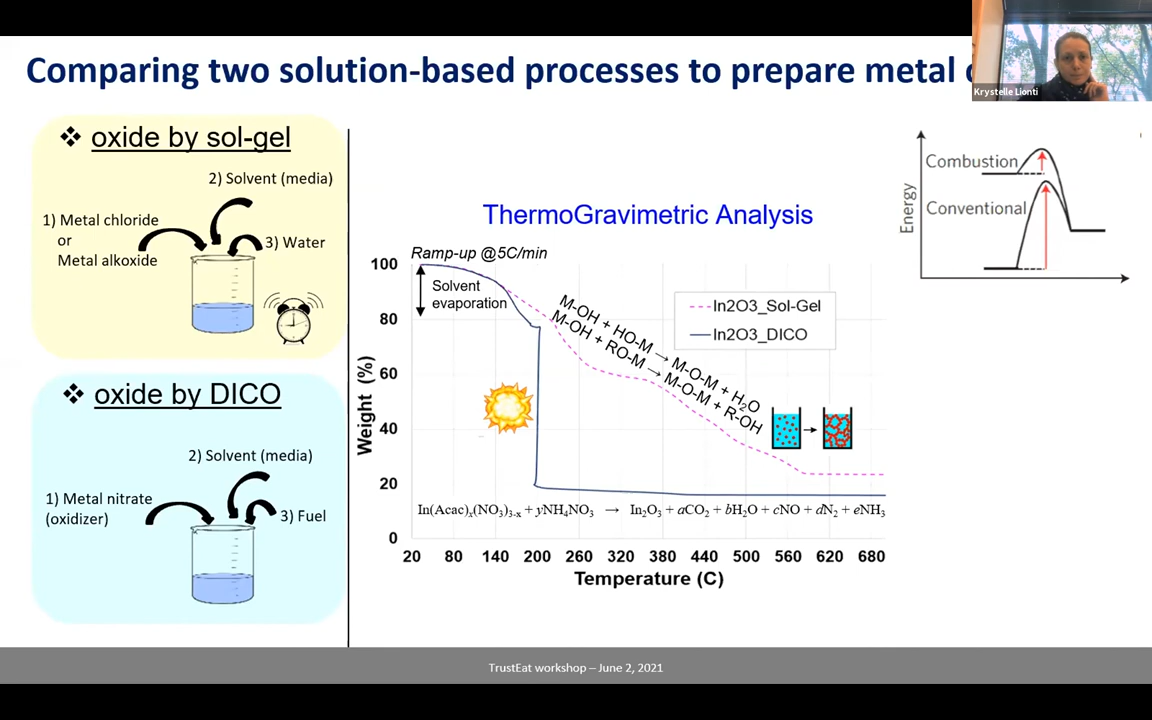 Comparing two solution-based processes to prepare metal
Krystelle Lionti
❖ oxide by sol-gel
2) Solvent (media)
1) Metal chloride
or
Metal alkoxide
3) Water
❖ oxide by DICO
2) Solvent (media)
1) Metal nitrate
(oxidizer)
3) Fuel
ThermoGravimetric Analysis
Ramp-up @5C/min
Solvent
evaporation
M-OH + HO-M → M-O-M + H₂O
M-OH + RO-M → M-O-M + R-OH
In2O3_Sol-Gel
In2O3_DICO
In(Acac)ₓ(NO₃)₃₋ₓ + yNH₄NO₃ → In₂O₃ + aCO₂ + bH₂O + cNO + dN₂ + eNH₃
Weight (%)
100
80
60
40
20
0
20 80 140 200 260 320 380 440 500 560 620 680
Temperature (C)
Energy
Combustion
Conventional
TrustEat workshop – June 2, 2021